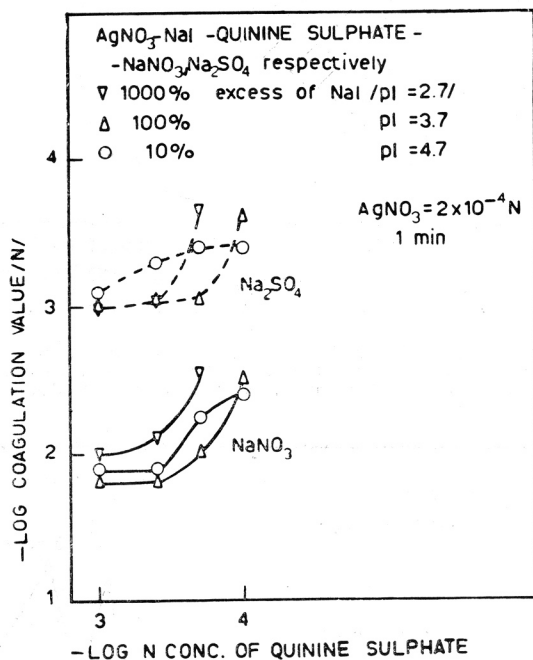 AgNO3-NaI -QUININE SULPHATE -
-NaNO3,Na2SO4 respectively
▽ 1000% excess of NaI /pI =2.7/
△ 100% pI =3.7
○ 10% pI =4.7
AgNO3=2×10⁻⁴N
1 min
Na2SO4
NaNO3
4
3
2
1
3 4
-LOG COAGULATION VALUE/N/
-LOG N CONC. OF QUININE SULPHATE